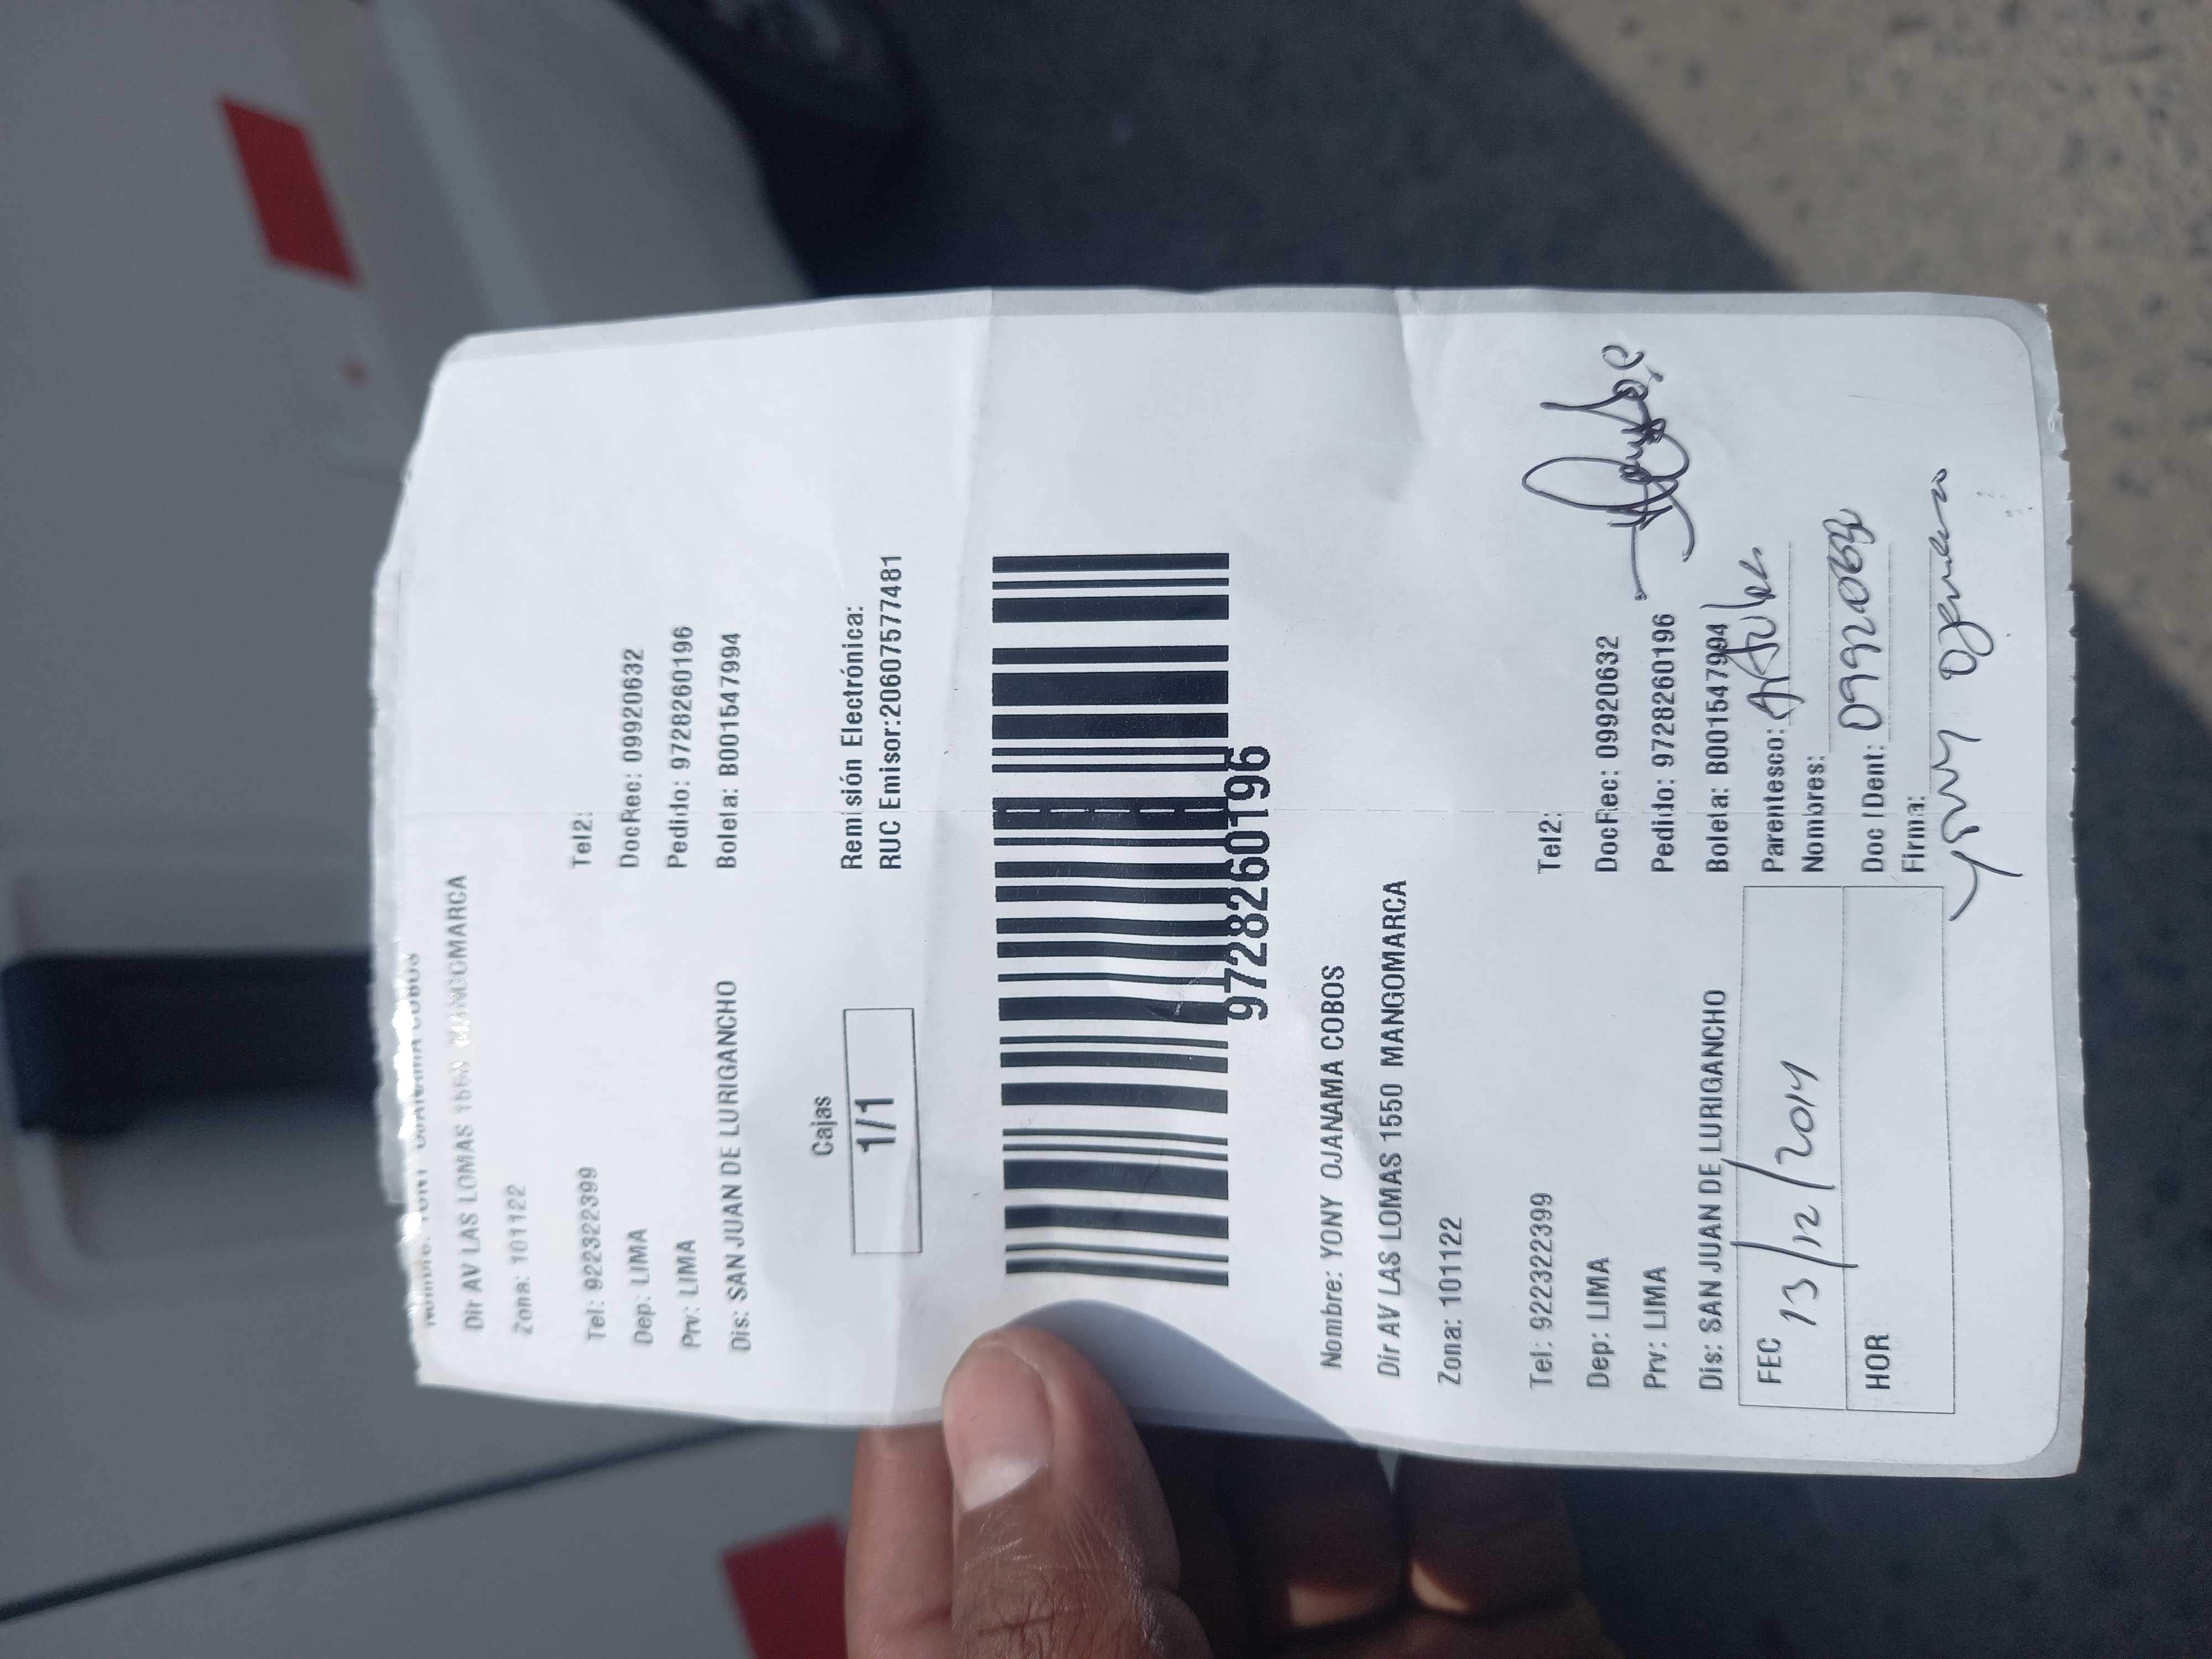 Dir AV LAS LOMAS 1550 MANGOMARCA
Zona: 101122
Tel: 922322399 Tel2:
Dep: LIMA DocRec: 09920632
Prv: LIMA Pedido: 9728260196
Dis: SAN JUAN DE LURIGANCHO Boleta: B001547994
Cajas
1/1
Remisión Electrónica:
RUC Emisor:20607577481
9728260196
Nombre: YONY OJANAMA COBOS
Dir AV LAS LOMAS 1550 MANGOMARCA
Zona: 101122
Tel: 922322399 Tel2:
Dep: LIMA DocRec: 09920632
Prv: LIMA Pedido: 9728260196
Dis: SAN JUAN DE LURIGANCHO Boleta: B001547994
FEC 13/12/2014
HOR
Parentesco:
Nombres:
Doc IDent:
Firma: